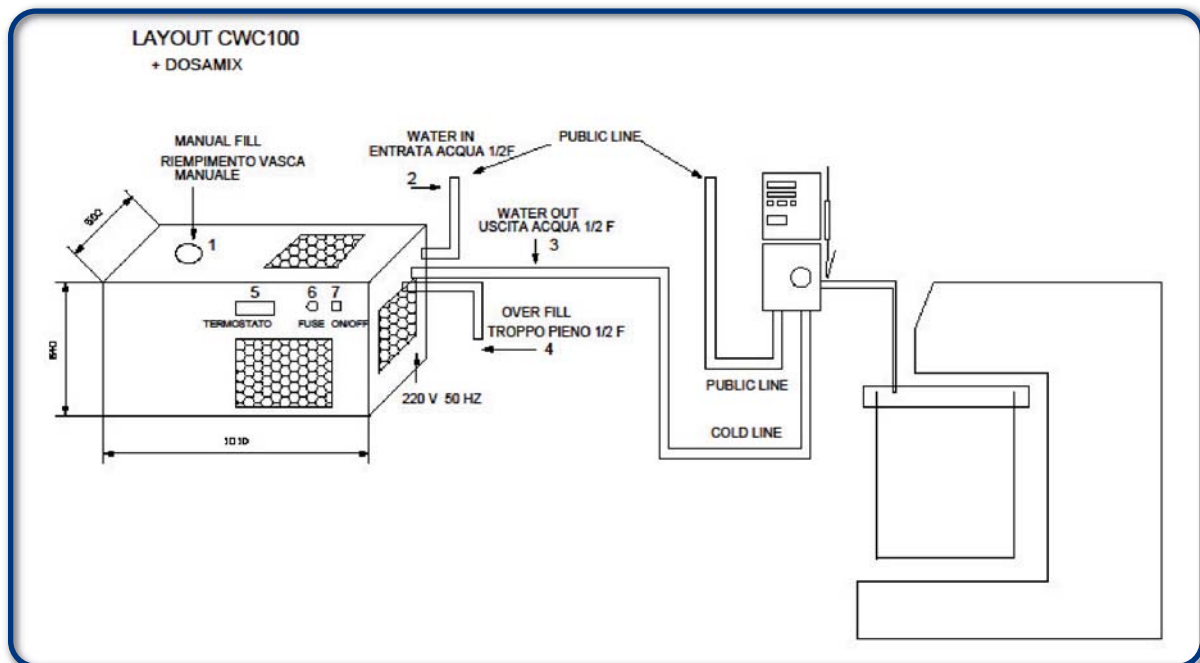 LAYOUT CWC100
+ DOSAMIX
MANUAL FILL
RIEMPIMENTO VASCA
MANUALE
WATER IN
ENTRATA ACQUA 1/2F
2
PUBLIC LINE
WATER OUT
USCITA ACQUA 1/2 F
3
1
5
6
7
TERMOSTATO
FUSE
ON/OFF
OVER FILL
TROPPO PIENO 1/2 F
4
220 V 50 HZ
PUBLIC LINE
COLD LINE